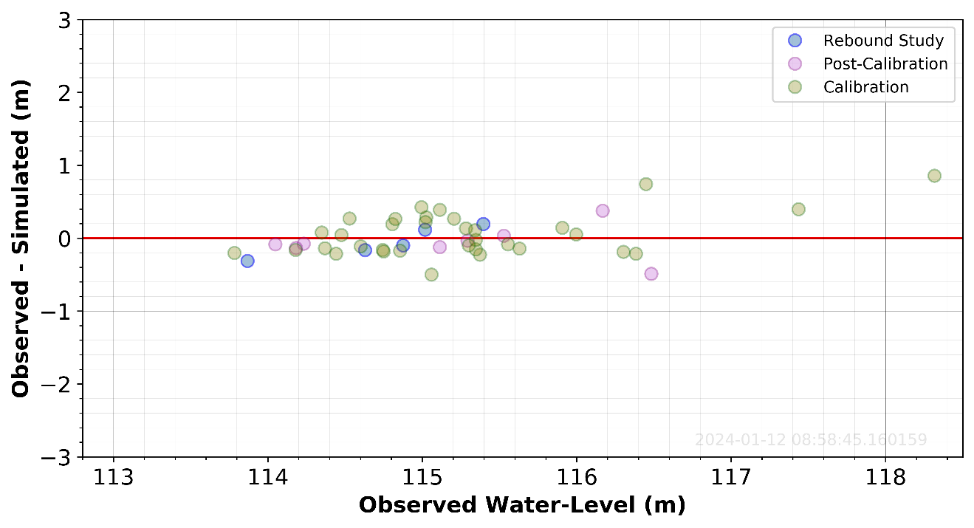 3
2
1
0
−1
−2
−3
Observed - Simulated (m)
Rebound Study
Post-Calibration
Calibration
2024-01-12 08:58:45.160159
113 114 115 116 117 118
Observed Water-Level (m)